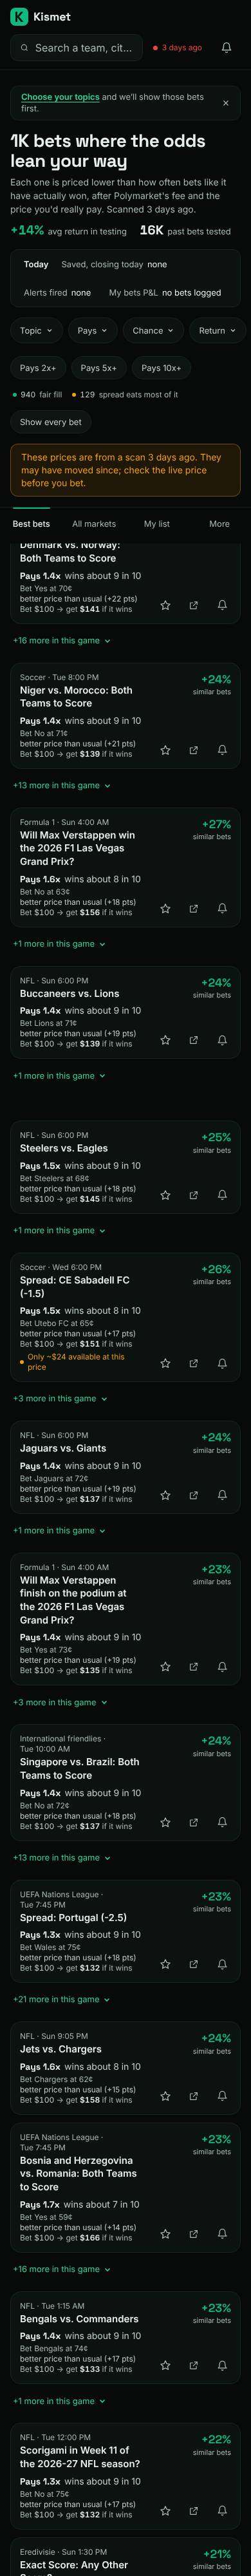 K Kismet
Search a team, cit...
3 days ago
Choose your topics and we'll show those bets
first.
1K bets where the odds
lean your way
Each one is priced lower than how often bets like it
have actually won, after Polymarket's fee and the
price you'd really pay. Scanned 3 days ago.
+14% avg return in testing 16K past bets tested
Today Saved, closing today none
Alerts fired none My bets P&L no bets logged
Topic Pays Chance Return
Pays 2x+ Pays 5x+ Pays 10x+
940 fair fill 129 spread eats most of it
Show every bet
These prices are from a scan 3 days ago. They
may have moved since; check the live price
before you bet.
Best bets All markets My list More
Denmark vs. Norway:
Both Teams to Score
Pays 1.4x wins about 9 in 10
Bet Yes at 70¢
better price than usual (+22 pts)
Bet $100 → get $141 if it wins
+16 more in this game
Soccer · Tue 8:00 PM
+24%
Niger vs. Morocco: Both
Teams to Score
similar bets
Pays 1.4x wins about 9 in 10
Bet No at 71¢
better price than usual (+21 pts)
Bet $100 → get $139 if it wins
+13 more in this game
Formula 1 · Sun 4:00 AM
+27%
Will Max Verstappen win
the 2026 F1 Las Vegas
Grand Prix?
similar bets
Pays 1.6x wins about 8 in 10
Bet No at 63¢
better price than usual (+18 pts)
Bet $100 → get $156 if it wins
+1 more in this game
NFL · Sun 6:00 PM
+24%
Buccaneers vs. Lions
similar bets
Pays 1.4x wins about 9 in 10
Bet Lions at 71¢
better price than usual (+19 pts)
Bet $100 → get $139 if it wins
+1 more in this game
NFL · Sun 6:00 PM
+25%
Steelers vs. Eagles
similar bets
Pays 1.5x wins about 9 in 10
Bet Steelers at 68¢
better price than usual (+18 pts)
Bet $100 → get $145 if it wins
+1 more in this game
Soccer · Wed 6:00 PM
+26%
Spread: CE Sabadell FC
(-1.5)
similar bets
Pays 1.5x wins about 8 in 10
Bet Utebo FC at 65¢
better price than usual (+17 pts)
Bet $100 → get $151 if it wins
Only ~$24 available at this
price
+3 more in this game
NFL · Sun 6:00 PM
+24%
Jaguars vs. Giants
similar bets
Pays 1.4x wins about 9 in 10
Bet Jaguars at 72¢
better price than usual (+19 pts)
Bet $100 → get $137 if it wins
+1 more in this game
Formula 1 · Sun 4:00 AM
+23%
Will Max Verstappen
finish on the podium at
the 2026 F1 Las Vegas
Grand Prix?
similar bets
Pays 1.4x wins about 9 in 10
Bet Yes at 73¢
better price than usual (+19 pts)
Bet $100 → get $135 if it wins
+3 more in this game
International friendlies ·
Tue 10:00 AM
+24%
Singapore vs. Brazil: Both
Teams to Score
similar bets
Pays 1.4x wins about 9 in 10
Bet No at 72¢
better price than usual (+18 pts)
Bet $100 → get $137 if it wins
+13 more in this game
UEFA Nations League ·
Tue 7:45 PM
+23%
Spread: Portugal (-2.5)
similar bets
Pays 1.3x wins about 9 in 10
Bet Wales at 75¢
better price than usual (+18 pts)
Bet $100 → get $132 if it wins
+21 more in this game
NFL · Sun 9:05 PM
+24%
Jets vs. Chargers
similar bets
Pays 1.6x wins about 8 in 10
Bet Chargers at 62¢
better price than usual (+15 pts)
Bet $100 → get $158 if it wins
UEFA Nations League ·
Tue 7:45 PM
+23%
Bosnia and Herzegovina
vs. Romania: Both Teams
to Score
similar bets
Pays 1.7x wins about 7 in 10
Bet Yes at 59¢
better price than usual (+14 pts)
Bet $100 → get $166 if it wins
+16 more in this game
NFL · Tue 1:15 AM
+23%
Bengals vs. Commanders
similar bets
Pays 1.4x wins about 9 in 10
Bet Bengals at 74¢
better price than usual (+17 pts)
Bet $100 → get $133 if it wins
+1 more in this game
NFL · Tue 12:00 PM
+22%
Scorigami in Week 11 of
the 2026-27 NFL season?
similar bets
Pays 1.3x wins about 9 in 10
Bet No at 75¢
better price than usual (+17 pts)
Bet $100 → get $132 if it wins
Eredivisie · Sun 1:30 PM
+21%
Exact Score: Any Other
similar bets